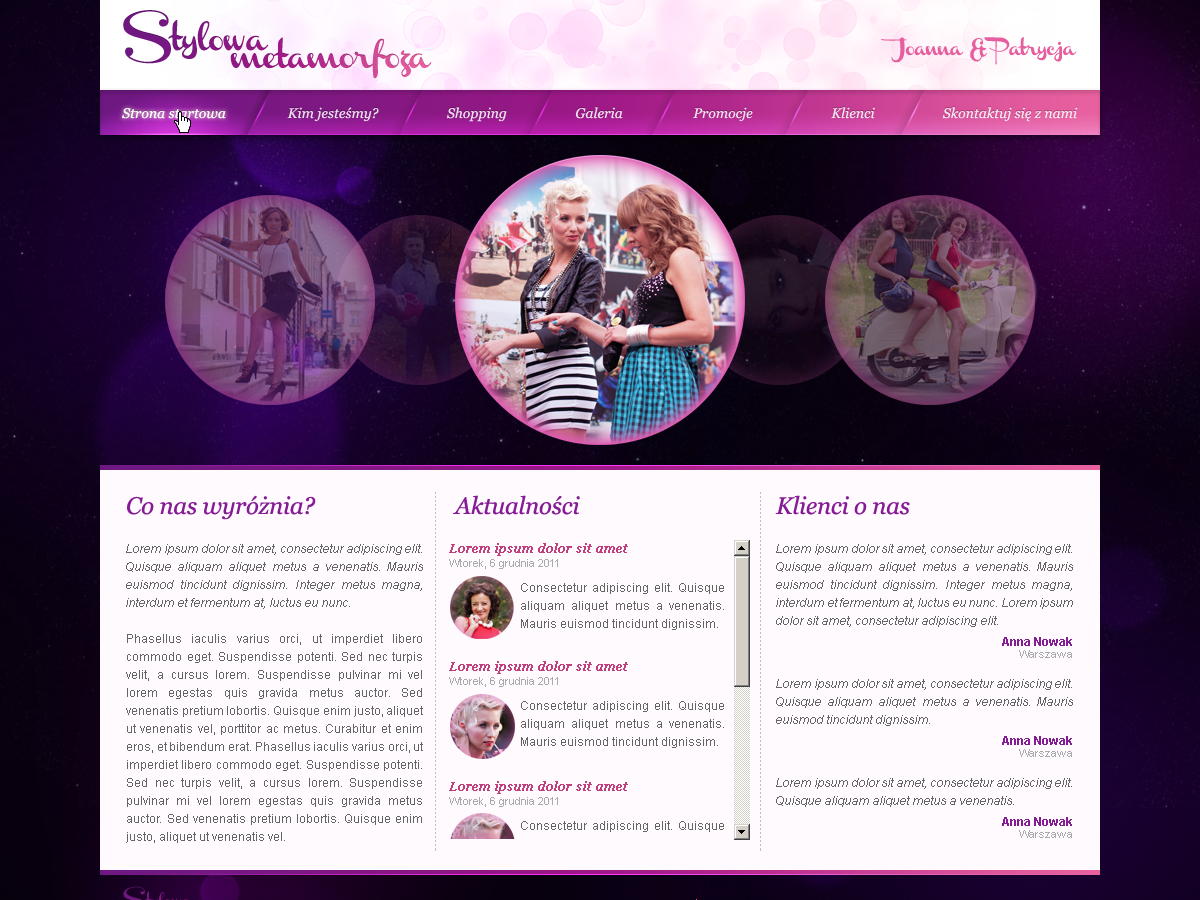 Stylowa
metamorfoza
Joanna & Patrycja
Strona startowa
Kim jesteśmy?
Shopping
Galeria
Promocje
Klienci
Skontaktuj się z nami
Co nas wyróżnia?
Lorem ipsum dolor sit amet, consectetur adipiscing elit.
Quisque aliquam aliquet metus a venenatis. Mauris
euismod tincidunt dignissim. Integer metus magna,
interdum et fermentum at, luctus eu nunc.
Phasellus iaculis varius orci, ut imperdiet libero
commodo eget. Suspendisse potenti. Sed nec turpis
velit, a cursus lorem. Suspendisse pulvinar mi vel
lorem egestas quis gravida metus auctor. Sed
venenatis pretium lobortis. Quisque enim justo, aliquet
ut venenatis vel, porttitor ac metus. Curabitur et enim
eros, et bibendum erat. Phasellus iaculis varius orci, ut
imperdiet libero commodo eget. Suspendisse potenti.
Sed nec turpis velit, a cursus lorem. Suspendisse
pulvinar mi vel lorem egestas quis gravida metus
auctor. Sed venenatis pretium lobortis. Quisque enim
justo, aliquet ut venenatis vel.
Aktualności
Lorem ipsum dolor sit amet
Wtorek, 6 grudnia 2011
Consectetur adipiscing elit. Quisque
aliquam aliquet metus a venenatis.
Mauris euismod tincidunt dignissim.
Lorem ipsum dolor sit amet
Wtorek, 6 grudnia 2011
Consectetur adipiscing elit. Quisque
aliquam aliquet metus a venenatis.
Mauris euismod tincidunt dignissim.
Lorem ipsum dolor sit amet
Wtorek, 6 grudnia 2011
Consectetur adipiscing elit. Quisque
Klienci o nas
Lorem ipsum dolor sit amet, consectetur adipiscing elit.
Quisque aliquam aliquet metus a venenatis. Mauris
euismod tincidunt dignissim. Integer metus magna,
interdum et fermentum at, luctus eu nunc. Lorem ipsum
dolor sit amet, consectetur adipiscing elit.
Anna Nowak
Warszawa
Lorem ipsum dolor sit amet, consectetur adipiscing elit.
Quisque aliquam aliquet metus a venenatis. Mauris
euismod tincidunt dignissim.
Anna Nowak
Warszawa
Lorem ipsum dolor sit amet, consectetur adipiscing elit.
Quisque aliquam aliquet metus a venenatis.
Anna Nowak
Warszawa